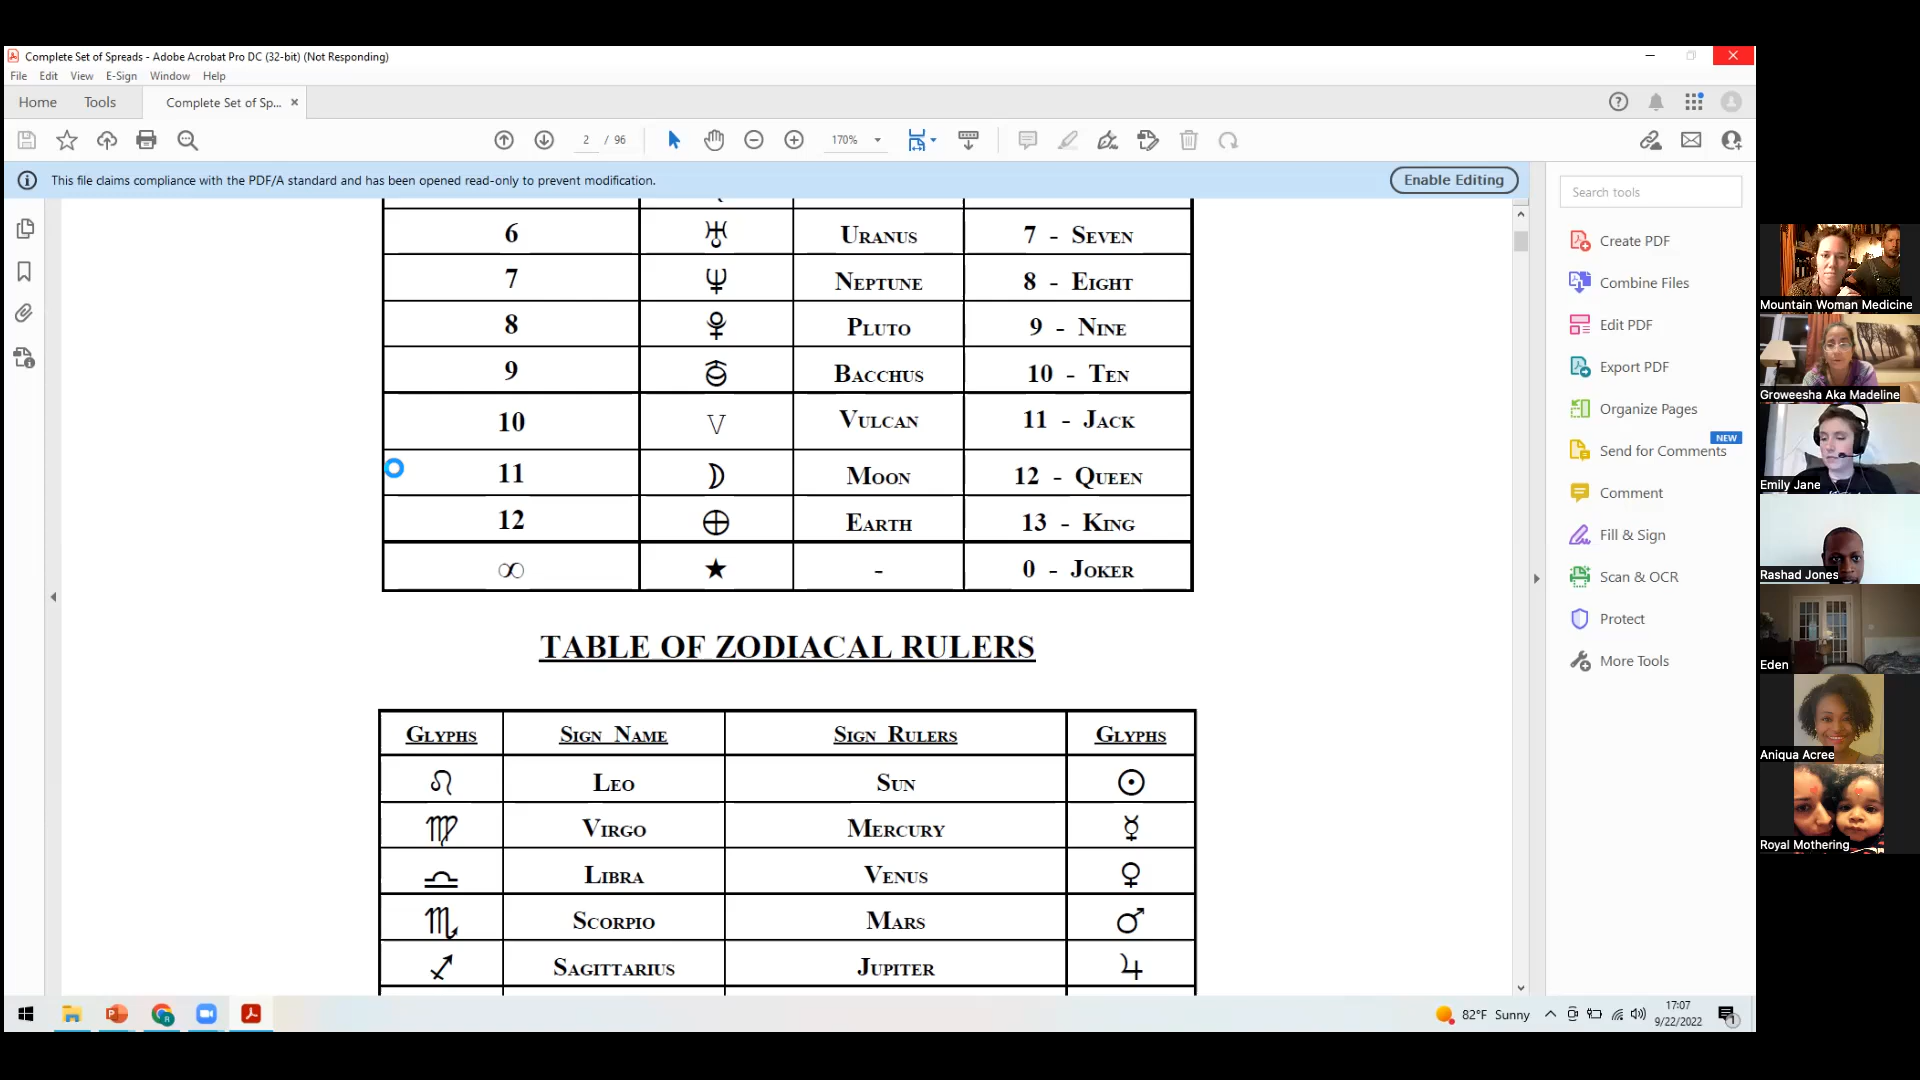 Complete Set of Spreads - Adobe Acrobat Pro DC (32-bit) (Not Responding)
File Edit View E-Sign Window Help
Home Tools Complete Set of Sp... ×
2 / 96 170%
This file claims compliance with the PDF/A standard and has been opened read-only to prevent modification. Enable Editing
6 ♅ URANUS 7 - SEVEN
7 ♆ NEPTUNE 8 - EIGHT
8 PLUTO 9 - NINE
9 BACCHUS 10 - TEN
10 V VULCAN 11 - JACK
11 ☽ MOON 12 - QUEEN
12 ⊕ EARTH 13 - KING
∞ ★ - 0 - JOKER
TABLE OF ZODIACAL RULERS
GLYPHS SIGN NAME SIGN RULERS GLYPHS
♌ LEO SUN ☉
♍ VIRGO MERCURY ☿
♎ LIBRA VENUS ♀
♏ SCORPIO MARS ♂
♐ SAGITTARIUS JUPITER ♃
Search tools
Create PDF
Combine Files
Edit PDF
Export PDF
Organize Pages
NEW
Send for Comments
Comment
Fill & Sign
Scan & OCR
Protect
More Tools
Mountain Woman Medicine
Groweesha Aka Madeline
Emily Jane
Rashad Jones
Eden
Aniqua Acree
Royal Mothering
82°F Sunny
17:07
9/22/2022
1